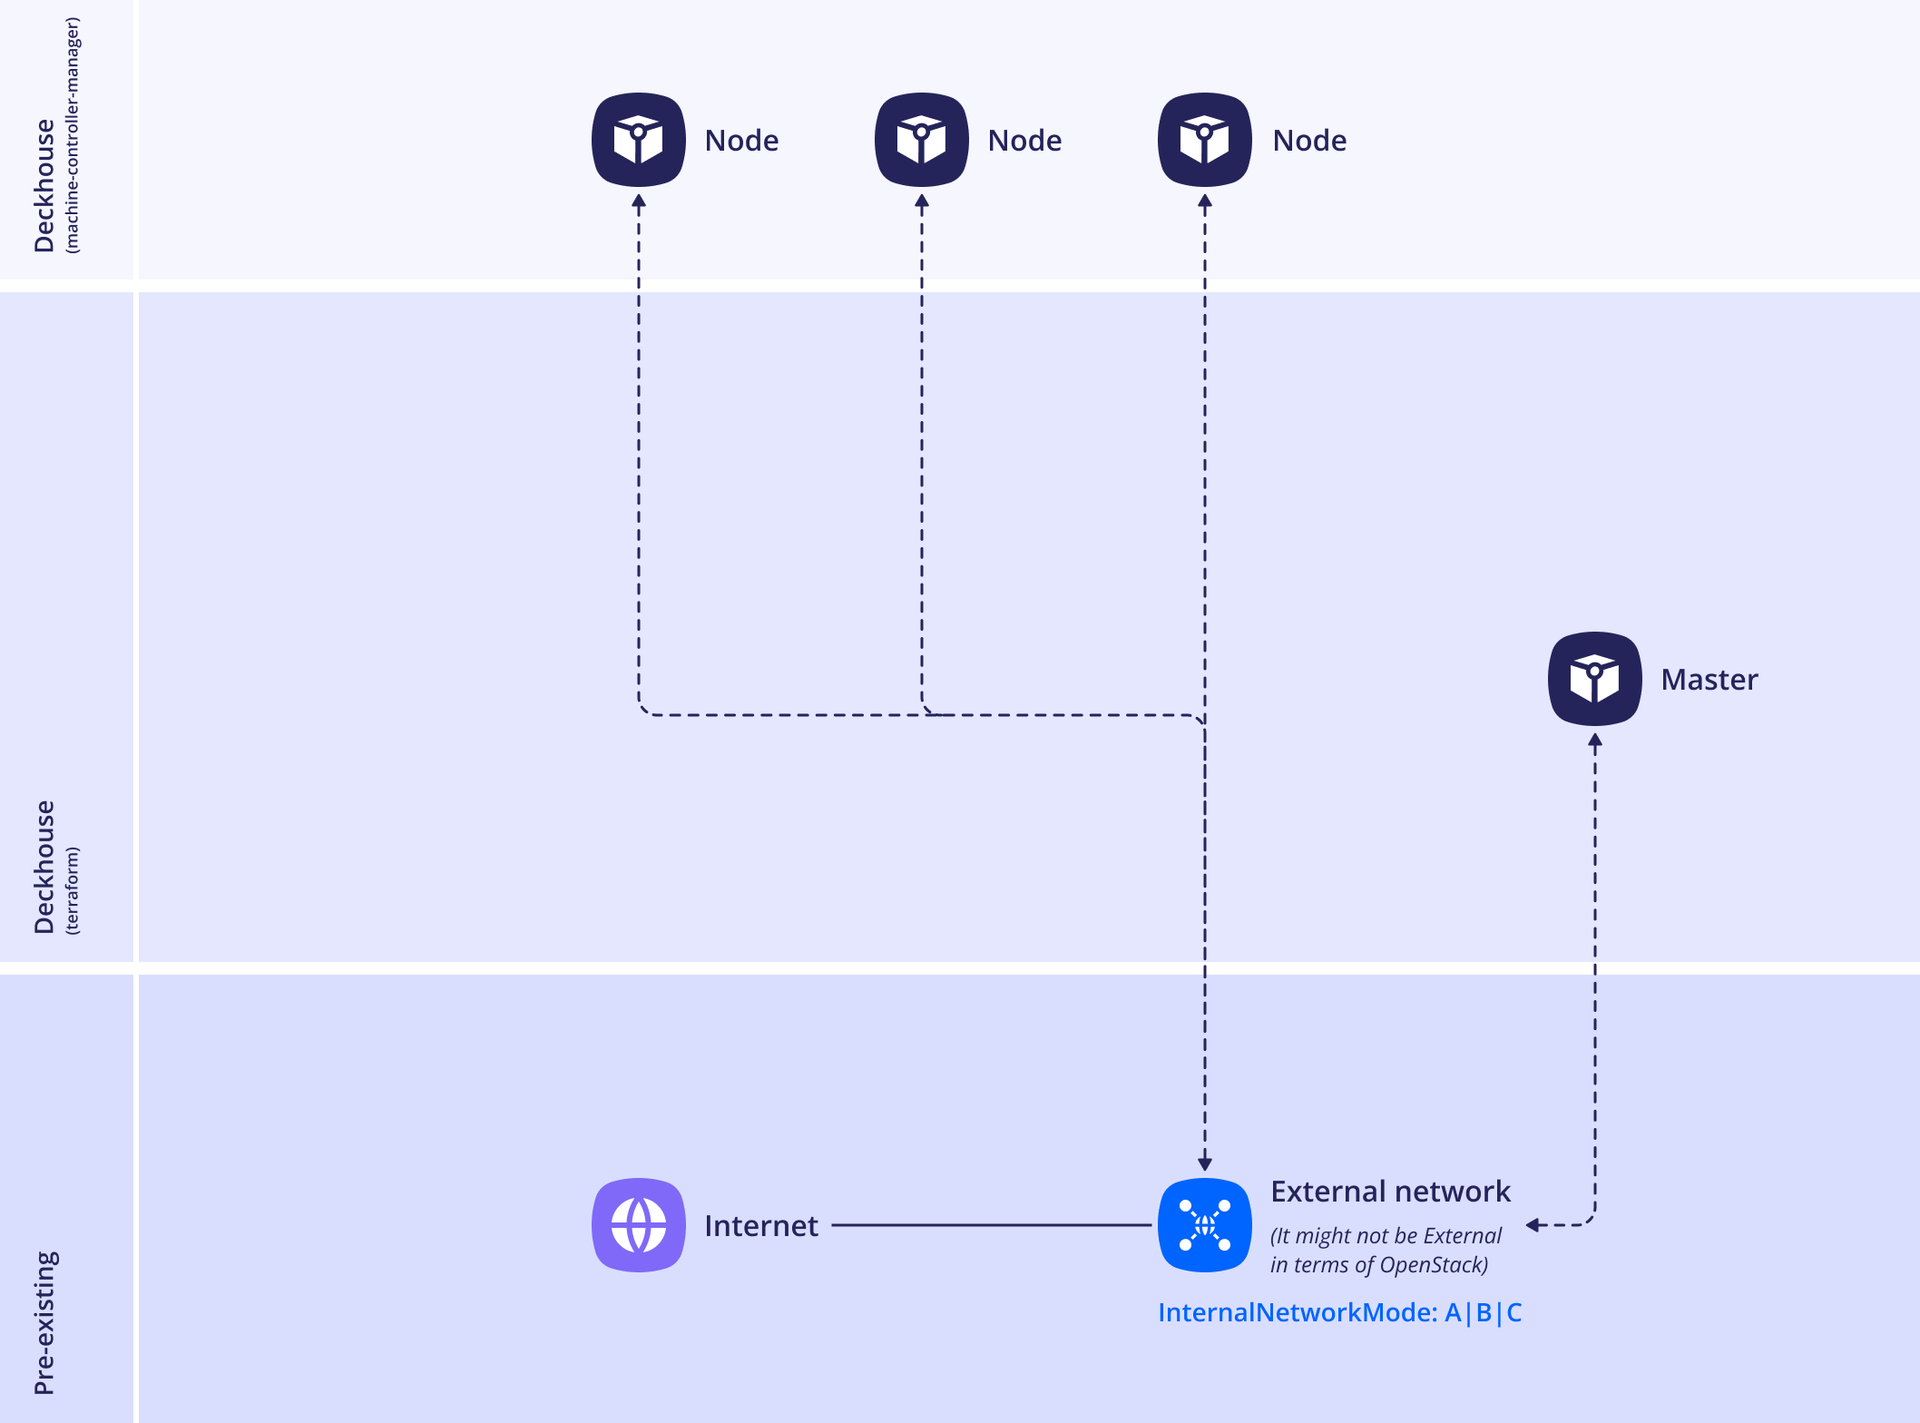 Deckhouse
(machine-controller-manager)
Node
Node
Node
Deckhouse
(terraform)
Master
Pre-existing
Internet
External network
(It might not be External
in terms of OpenStack)
InternalNetworkMode: A|B|C